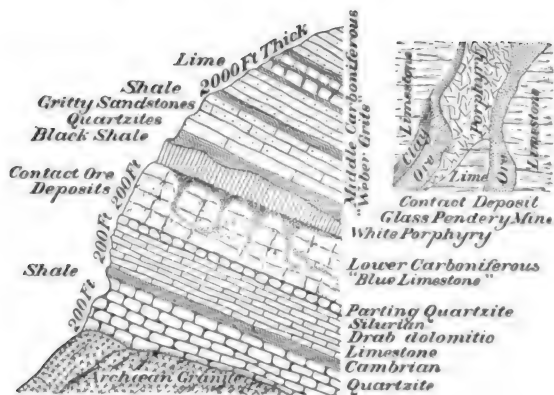 Lime
2000 Ft Thick
Shale
Gritty Sandstones
Quartzites
Black Shale
Contact Ore
Deposits
200 Ft
200 Ft
Shale
200 Ft
Archæan Granite
Middle Carboniferous
"Weber Grits"
Limestone
Clay
Ore
Porphyry
Lime
Ore
Limestone
Contact Deposit
Glass Pendery Mine
White Porphyry
Lower Carboniferous
"Blue Limestone"
Parting Quartzite
Silurian
Drab dolomitic
Limestone
Cambrian
Quartzite